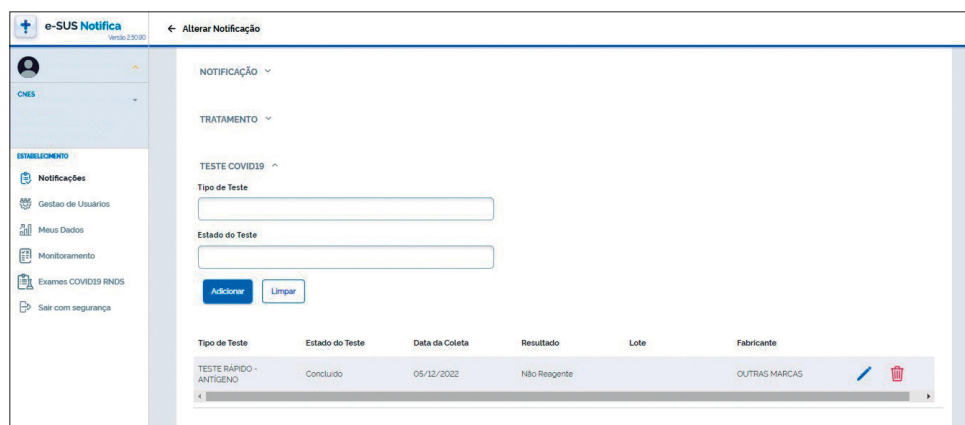 e-SUS Notifica
Versão 2.50.90
← Alterar Notificação
CNES
ESTABELECIMENTO
Notificações
Gestao de Usuários
Meus Dados
Monitoramento
Exames COVID19 RNDS
Sair com segurança
NOTIFICAÇÃO
TRATAMENTO
TESTE COVID19
Tipo de Teste
Estado do Teste
Adicionar Limpar
Tipo de Teste Estado do Teste Data da Coleta Resultado Lote Fabricante
TESTE RÁPIDO - ANTÍGENO Concluído 05/12/2022 Não Reagente OUTRAS MARCAS